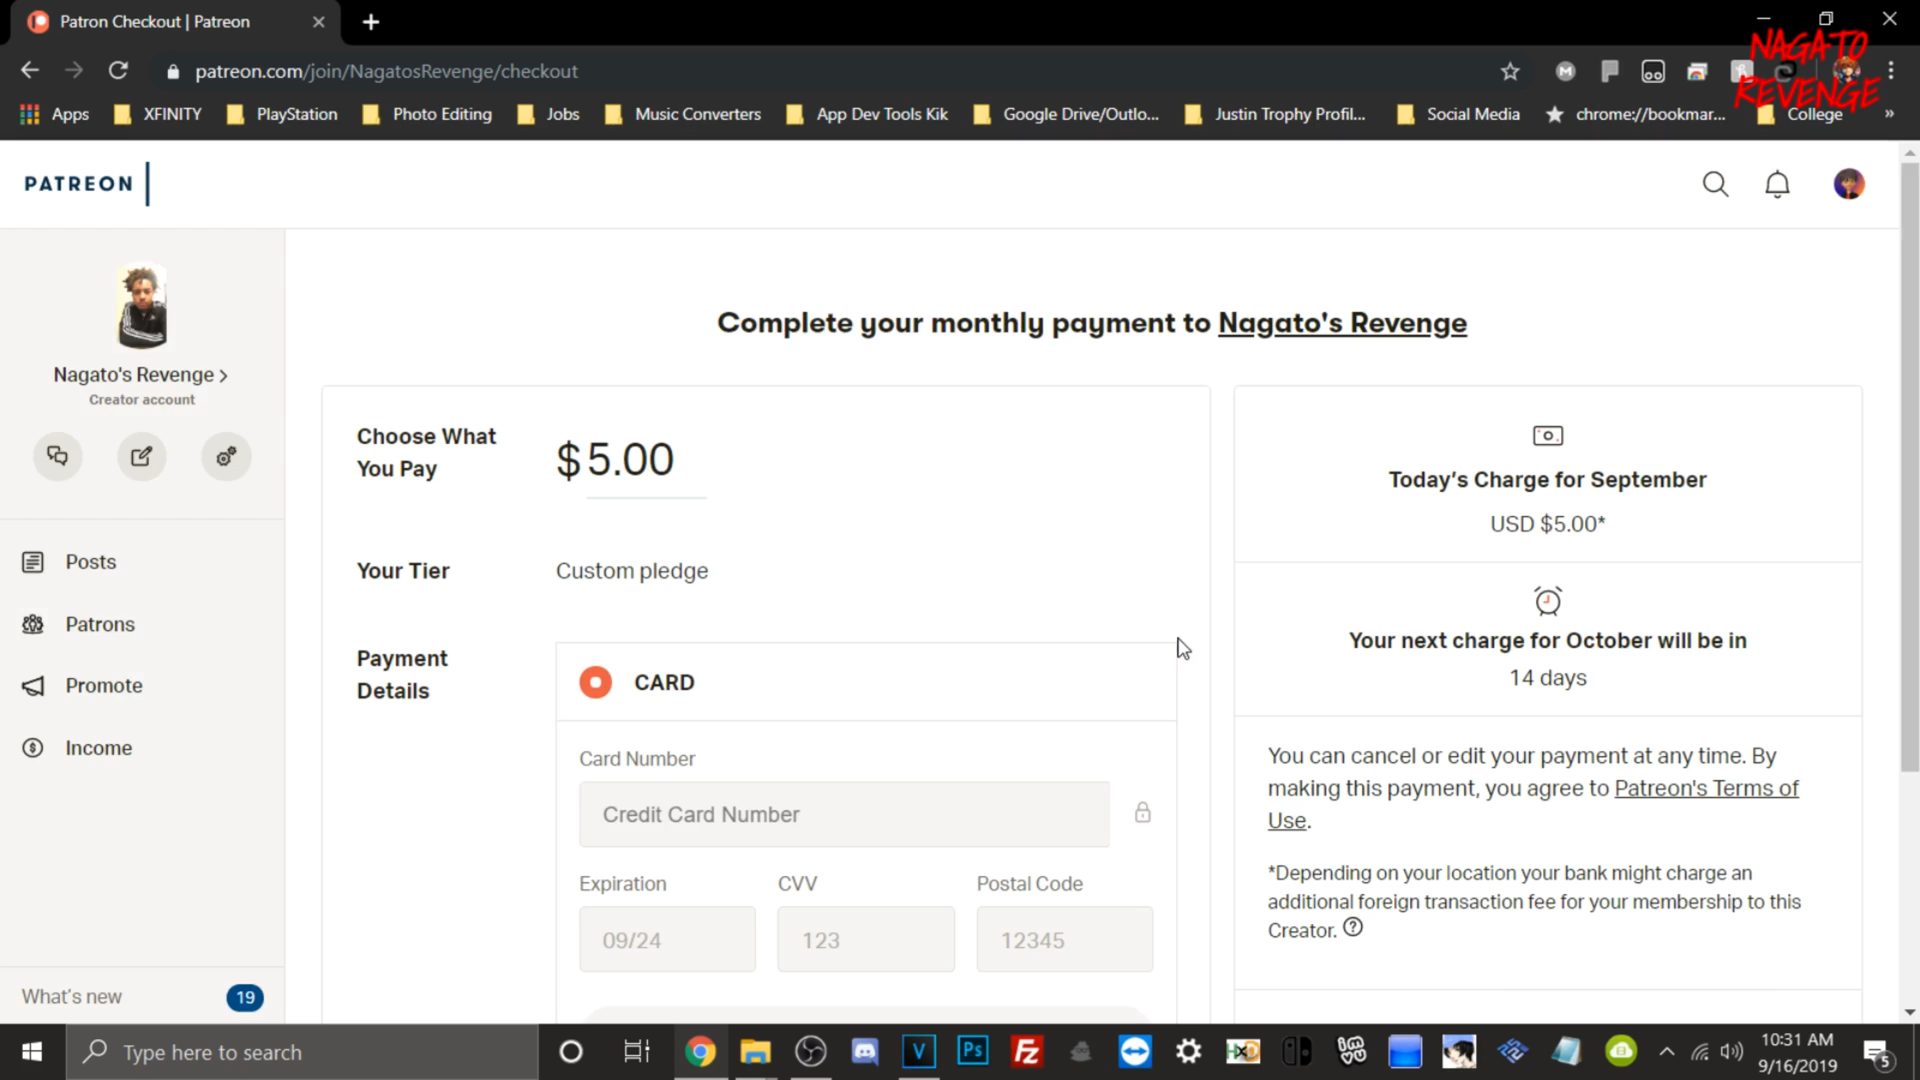 Patron Checkout | Patreon
NAGATO
REVENGE
patreon.com/join/NagatosRevenge/checkout
Apps XFINITY PlayStation Photo Editing Jobs Music Converters App Dev Tools Kik Google Drive/Outlo... Justin Trophy Profil... Social Media chrome://bookmar... College »
PATREON
Nagato's Revenge >
Creator account
Posts
Patrons
Promote
Income
What's new 19
Complete your monthly payment to Nagato's Revenge
Choose What
You Pay
$5.00
Your Tier Custom pledge
Payment
Details
CARD
Card Number
Credit Card Number
Expiration CVV Postal Code
09/24 123 12345
Today's Charge for September
USD $5.00*
Your next charge for October will be in
14 days
You can cancel or edit your payment at any time. By
making this payment, you agree to Patreon's Terms of
Use.
*Depending on your location your bank might charge an
additional foreign transaction fee for your membership to this
Creator. ?
Type here to search
V Ps Fz HxD
10:31 AM
9/16/2019
5